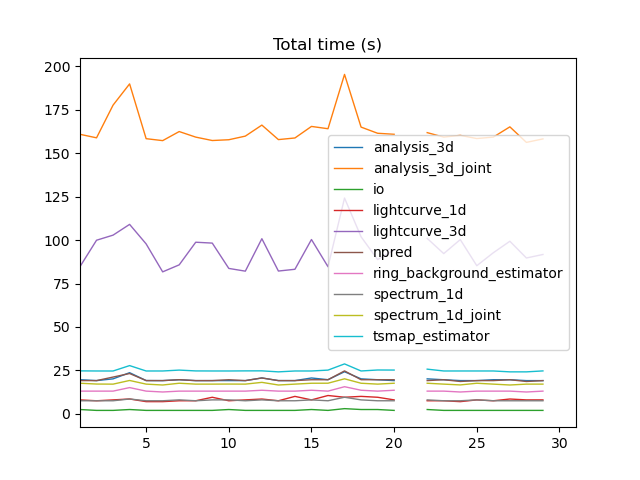 Total time (s)
200
175
150
125
100
75
50
25
0
analysis_3d
analysis_3d_joint
io
lightcurve_1d
lightcurve_3d
npred
ring_background_estimator
spectrum_1d
spectrum_1d_joint
tsmap_estimator
5 10 15 20 25 30